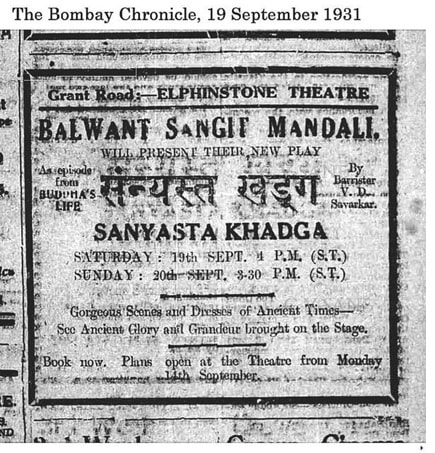 The Bombay Chronicle, 19 September 1931
Grant Road:—ELPHINSTONE THEATRE
BALWANT SANGIT MANDALI.
WILL PRESENT THEIR NEW PLAY
An episode from BUDDHA'S LIFE
संन्यस्त खड्ग
By Barrister V. D. Savarkar.
SANYASTA KHADGA
SATURDAY : 19th SEPT. 4 P.M. (S.T.)
SUNDAY : 20th SEPT. 3-30 P.M. (S.T.)
Gorgeous Scenes and Dresses of Ancient Times—
See Ancient Glory and Grandeur brought on the Stage.
Book now. Plans open at the Theatre from Monday
14th September.